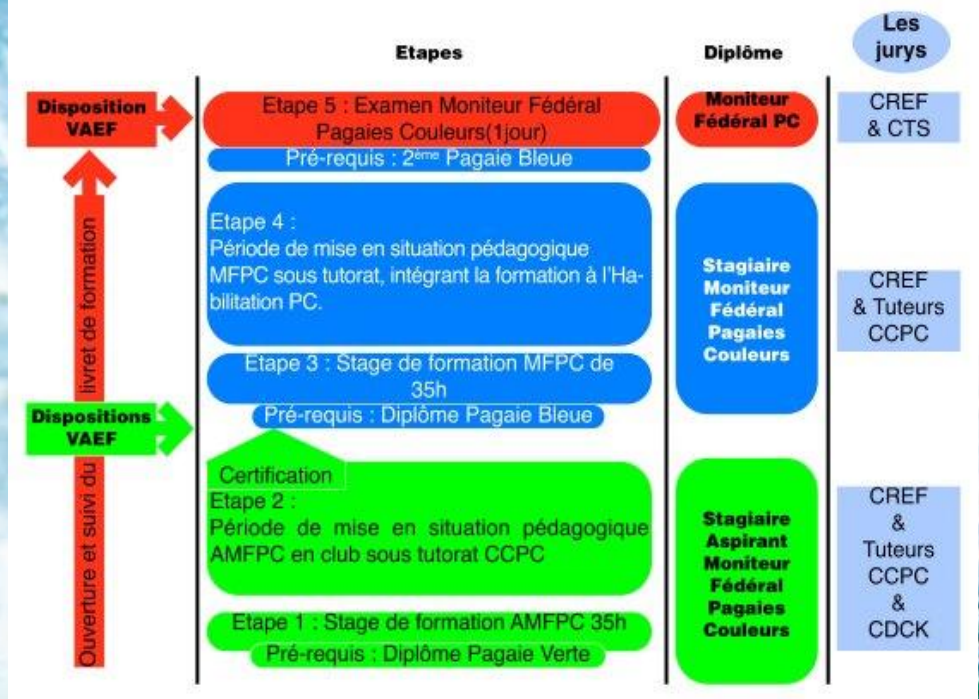 Etapes
Diplôme
Les
jurys
Disposition
VAEF
Etape 5 : Examen Moniteur Fédéral
Pagaies Couleurs(1jour)
Moniteur
Fédéral PC
CREF
& CTS
Pré-requis : 2ème Pagaie Bleue
Etape 4 :
Période de mise en situation pédagogique
MFPC sous tutorat, intégrant la formation à l'Ha-
bilitation PC.
Stagiaire
Moniteur
Fédéral
Pagaies
Couleurs
CREF
& Tuteurs
CCPC
Etape 3 : Stage de formation MFPC de
35h
Pré-requis : Diplôme Pagaie Bleue
Dispositions
VAEF
Ouverture et suivi du livret de formation
Certification
Etape 2 :
Période de mise en situation pédagogique
AMFPC en club sous tutorat CCPC
Stagiaire
Aspirant
Moniteur
Fédéral
Pagaies
Couleurs
CREF
&
Tuteurs
CCPC
&
CDCK
Etape 1 : Stage de formation AMFPC 35h
Pré-requis : Diplôme Pagaie Verte